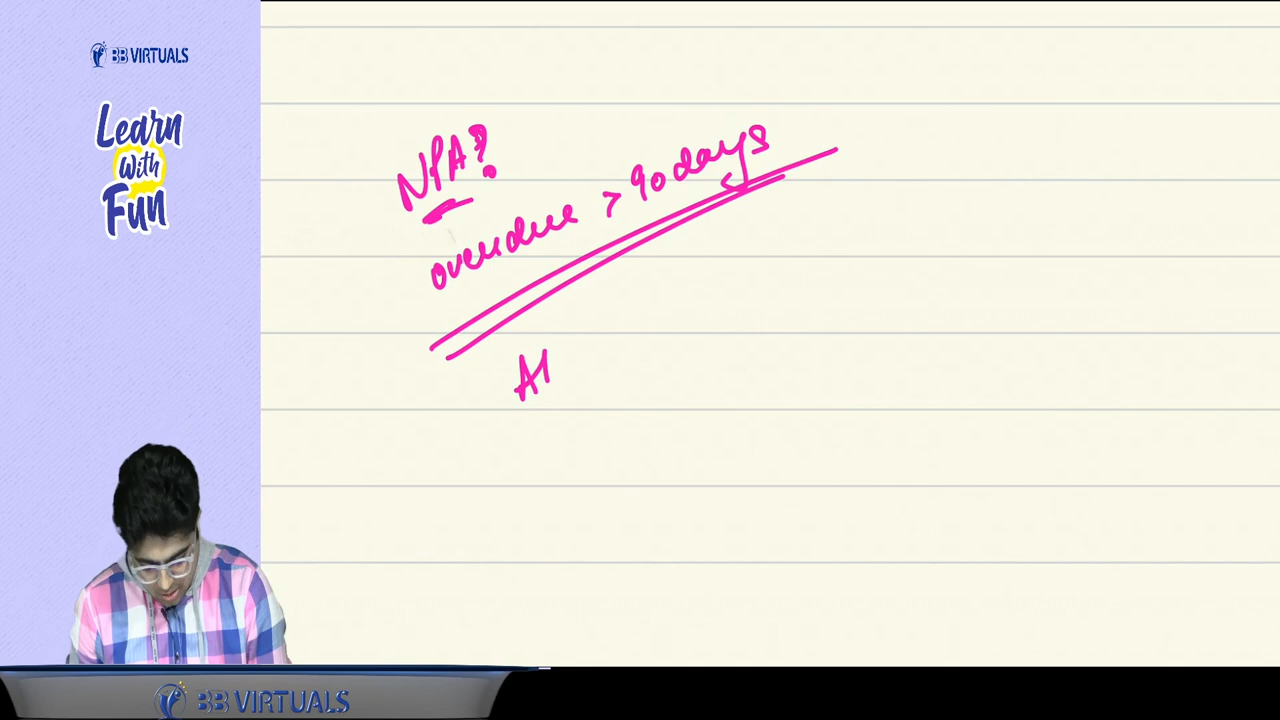 BB VIRTUALS
Learn
With
Fun
NPA?
overdue > 90 days
BB VIRTUALS